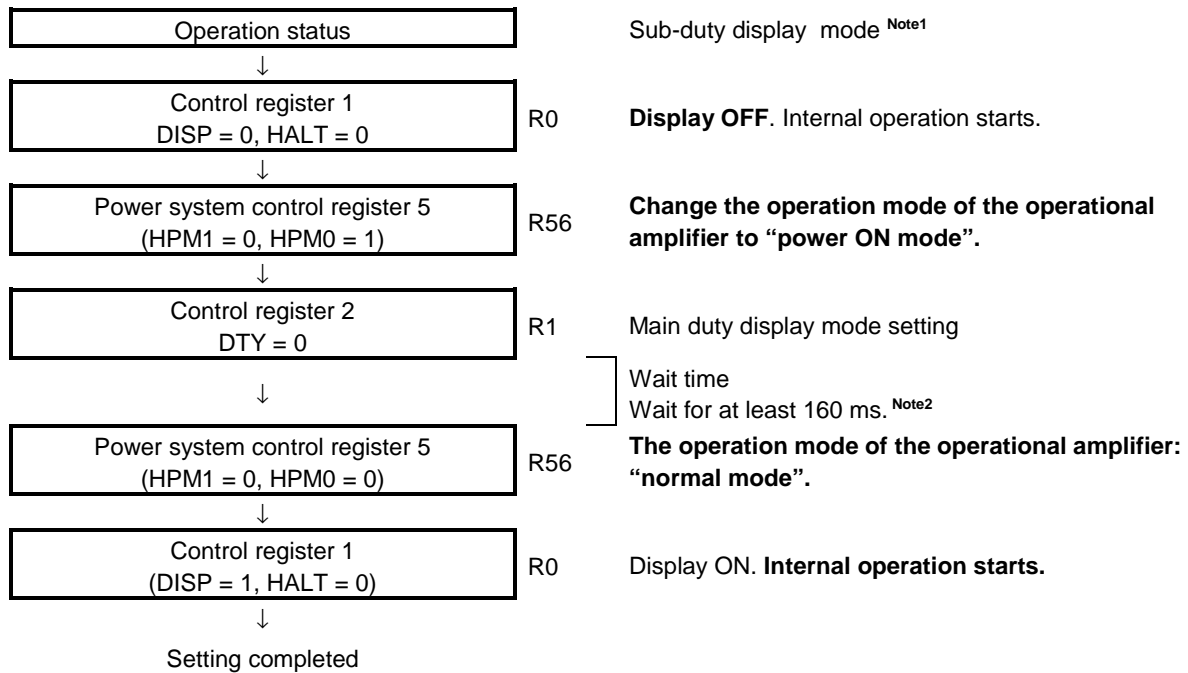 Operation status
Sub-duty display mode Note1
↓
Control register 1
DISP = 0, HALT = 0
R0
Display OFF. Internal operation starts.
↓
Power system control register 5
(HPM1 = 0, HPM0 = 1)
R56
Change the operation mode of the operational
amplifier to “power ON mode”.
↓
Control register 2
DTY = 0
R1
Main duty display mode setting
↓
Wait time
Wait for at least 160 ms. Note2
Power system control register 5
(HPM1 = 0, HPM0 = 0)
R56
The operation mode of the operational amplifier:
“normal mode”.
↓
Control register 1
(DISP = 1, HALT = 0)
R0
Display ON. Internal operation starts.
↓
Setting completed